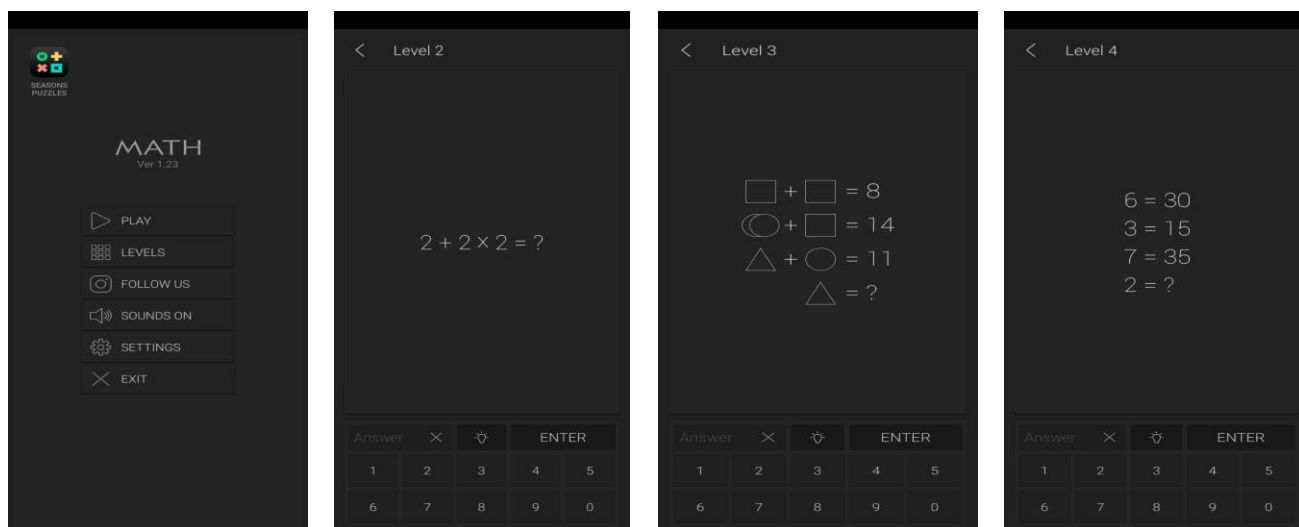 SEASONS
PUZZLES
MATH
Ver 1.23
PLAY
LEVELS
FOLLOW US
SOUNDS ON
SETTINGS
EXIT
Level 2
2 + 2 × 2 = ?
Answer × ENTER
1 2 3 4 5
6 7 8 9 0
Level 3
+ = 8
+ = 14
+ = 11
= ?
Answer × ENTER
1 2 3 4 5
6 7 8 9 0
Level 4
6 = 30
3 = 15
7 = 35
2 = ?
Answer × ENTER
1 2 3 4 5
6 7 8 9 0